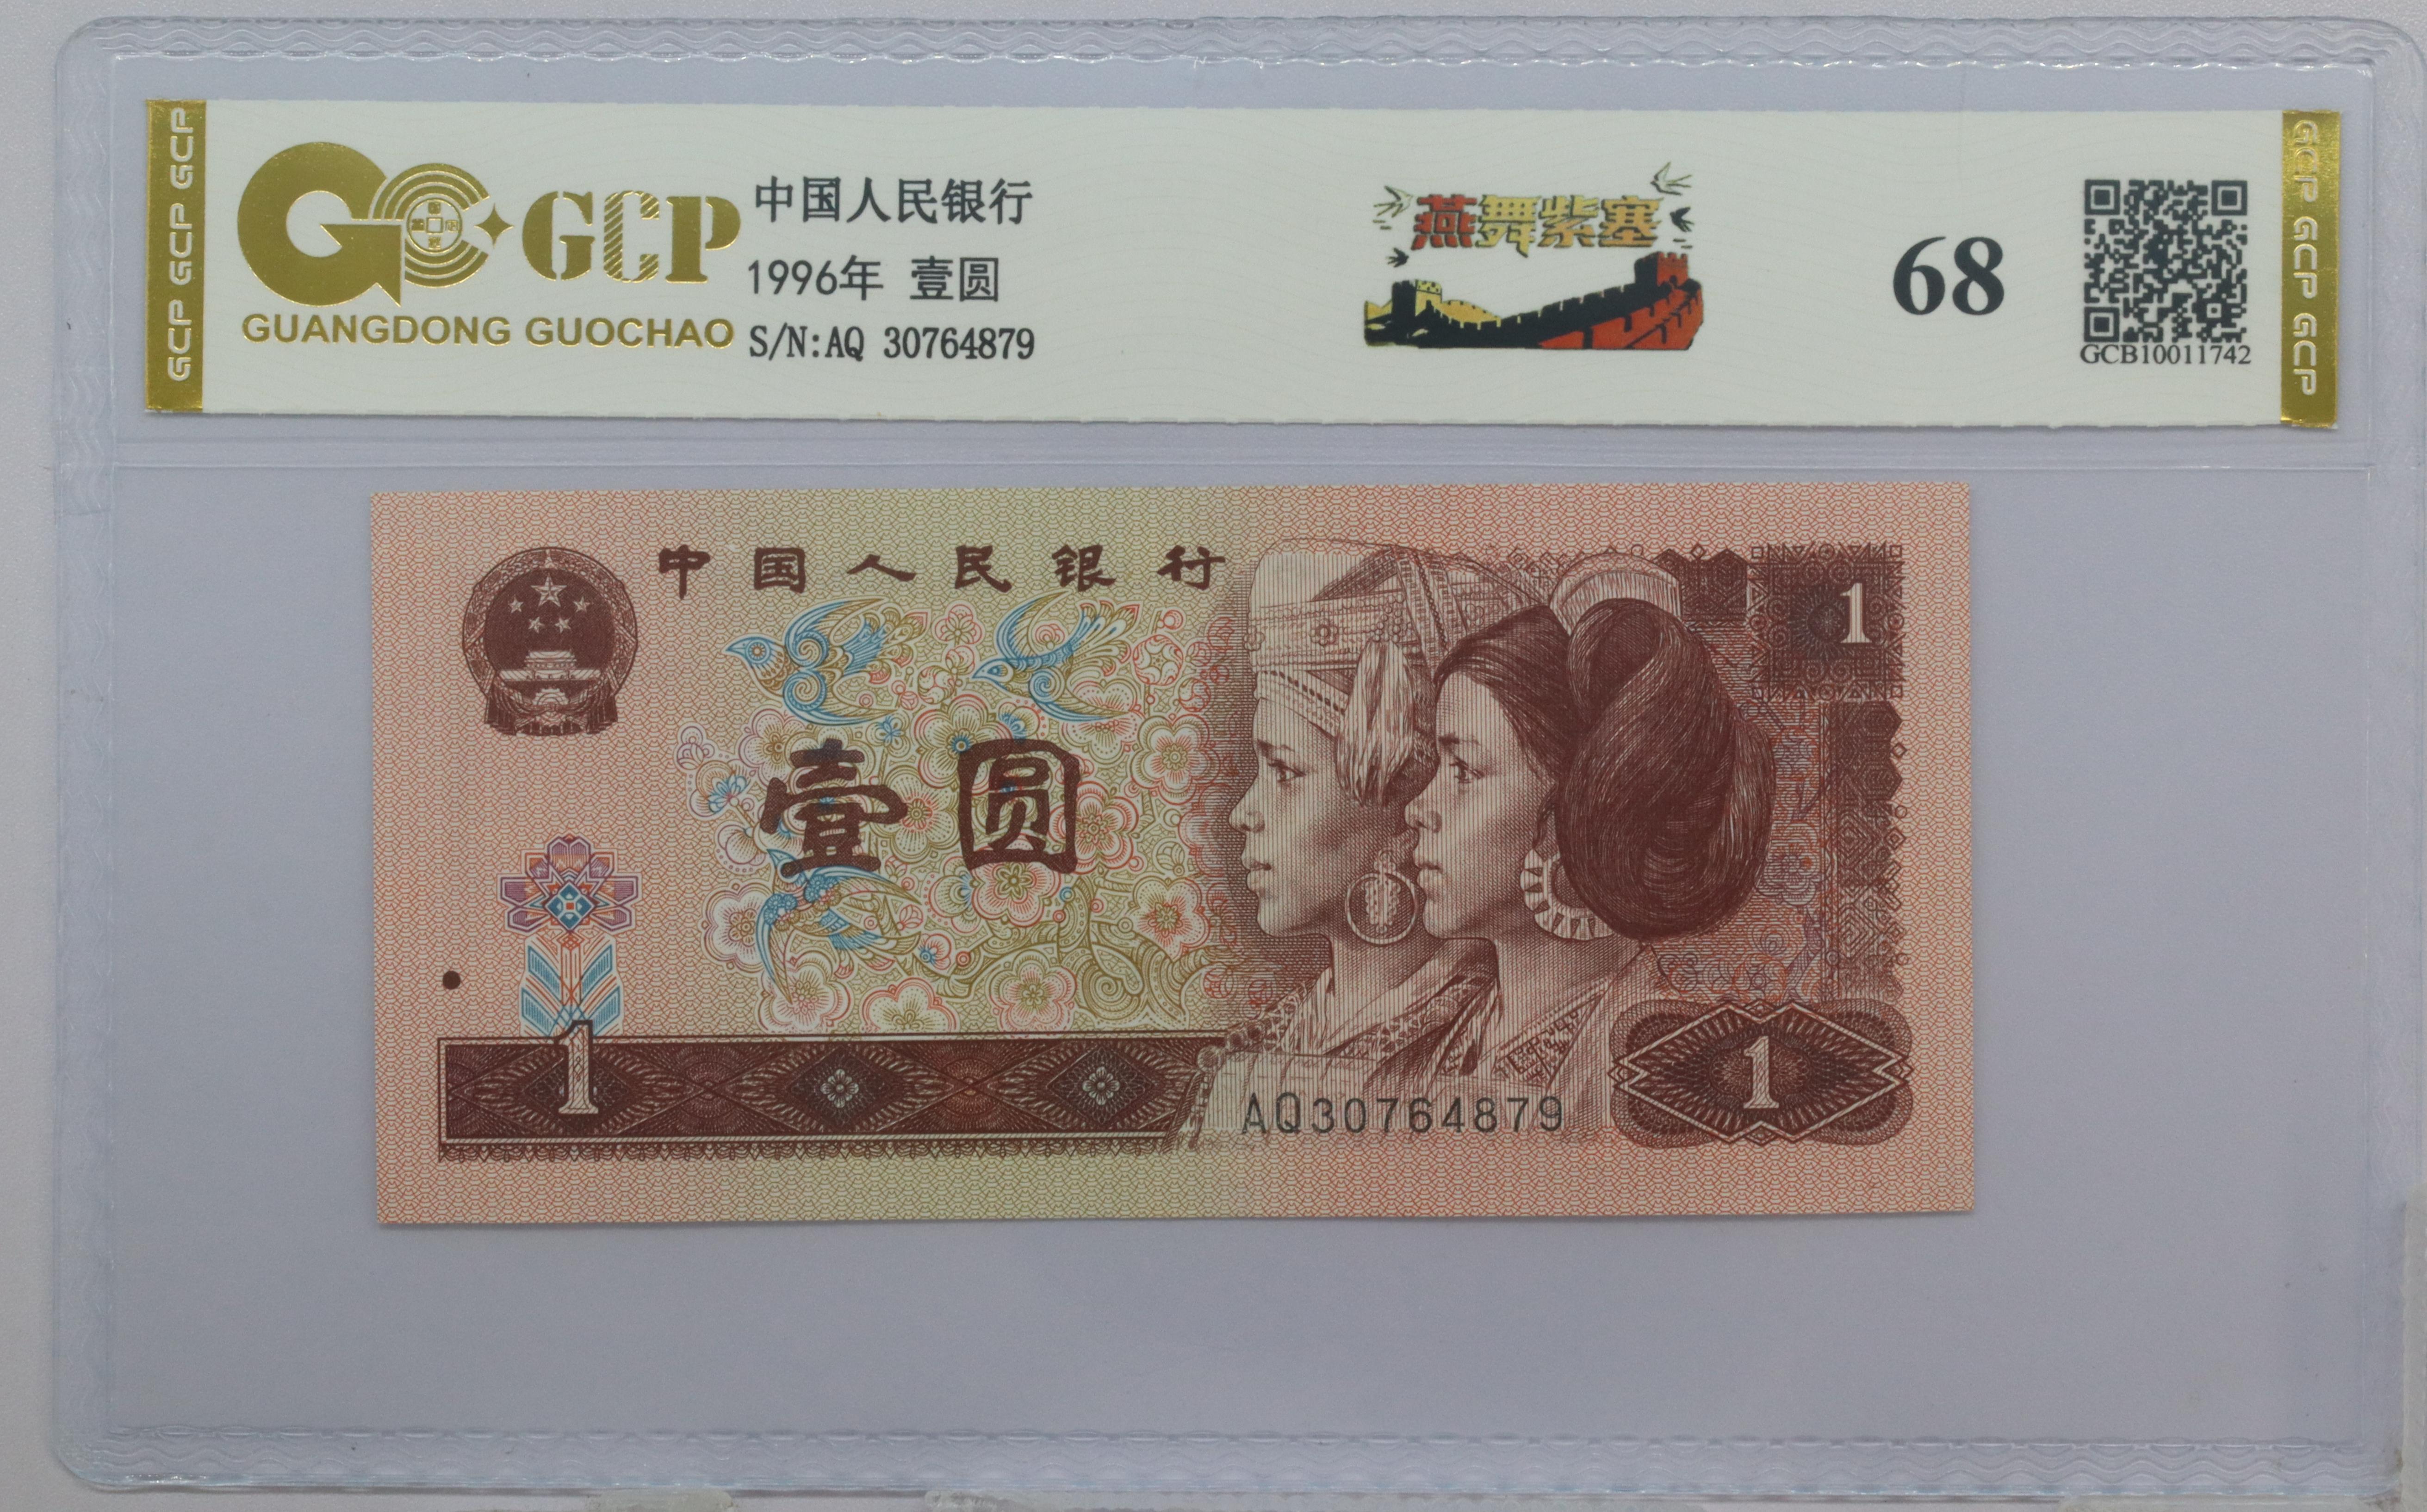 GCP GCP GCP
GCP
GUANGDONG GUOCHAO
中国人民银行
1996年 壹圆
S/N:AQ 30764879
燕舞紫塞
68
GCB10011742
GCP GCP GCP
中国人民银行
1
壹圆
1
AQ30764879
1